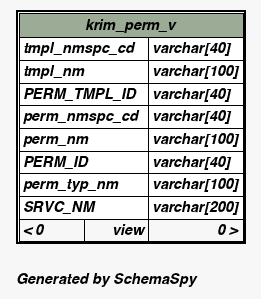 krim_perm_v
tmpl_nmspc_cd varchar[40]
tmpl_nm varchar[100]
PERM_TMPL_ID varchar[40]
perm_nmspc_cd varchar[40]
perm_nm varchar[100]
PERM_ID varchar[40]
perm_typ_nm varchar[100]
SRVC_NM varchar[200]
< 0 view 0 >
Generated by SchemaSpy